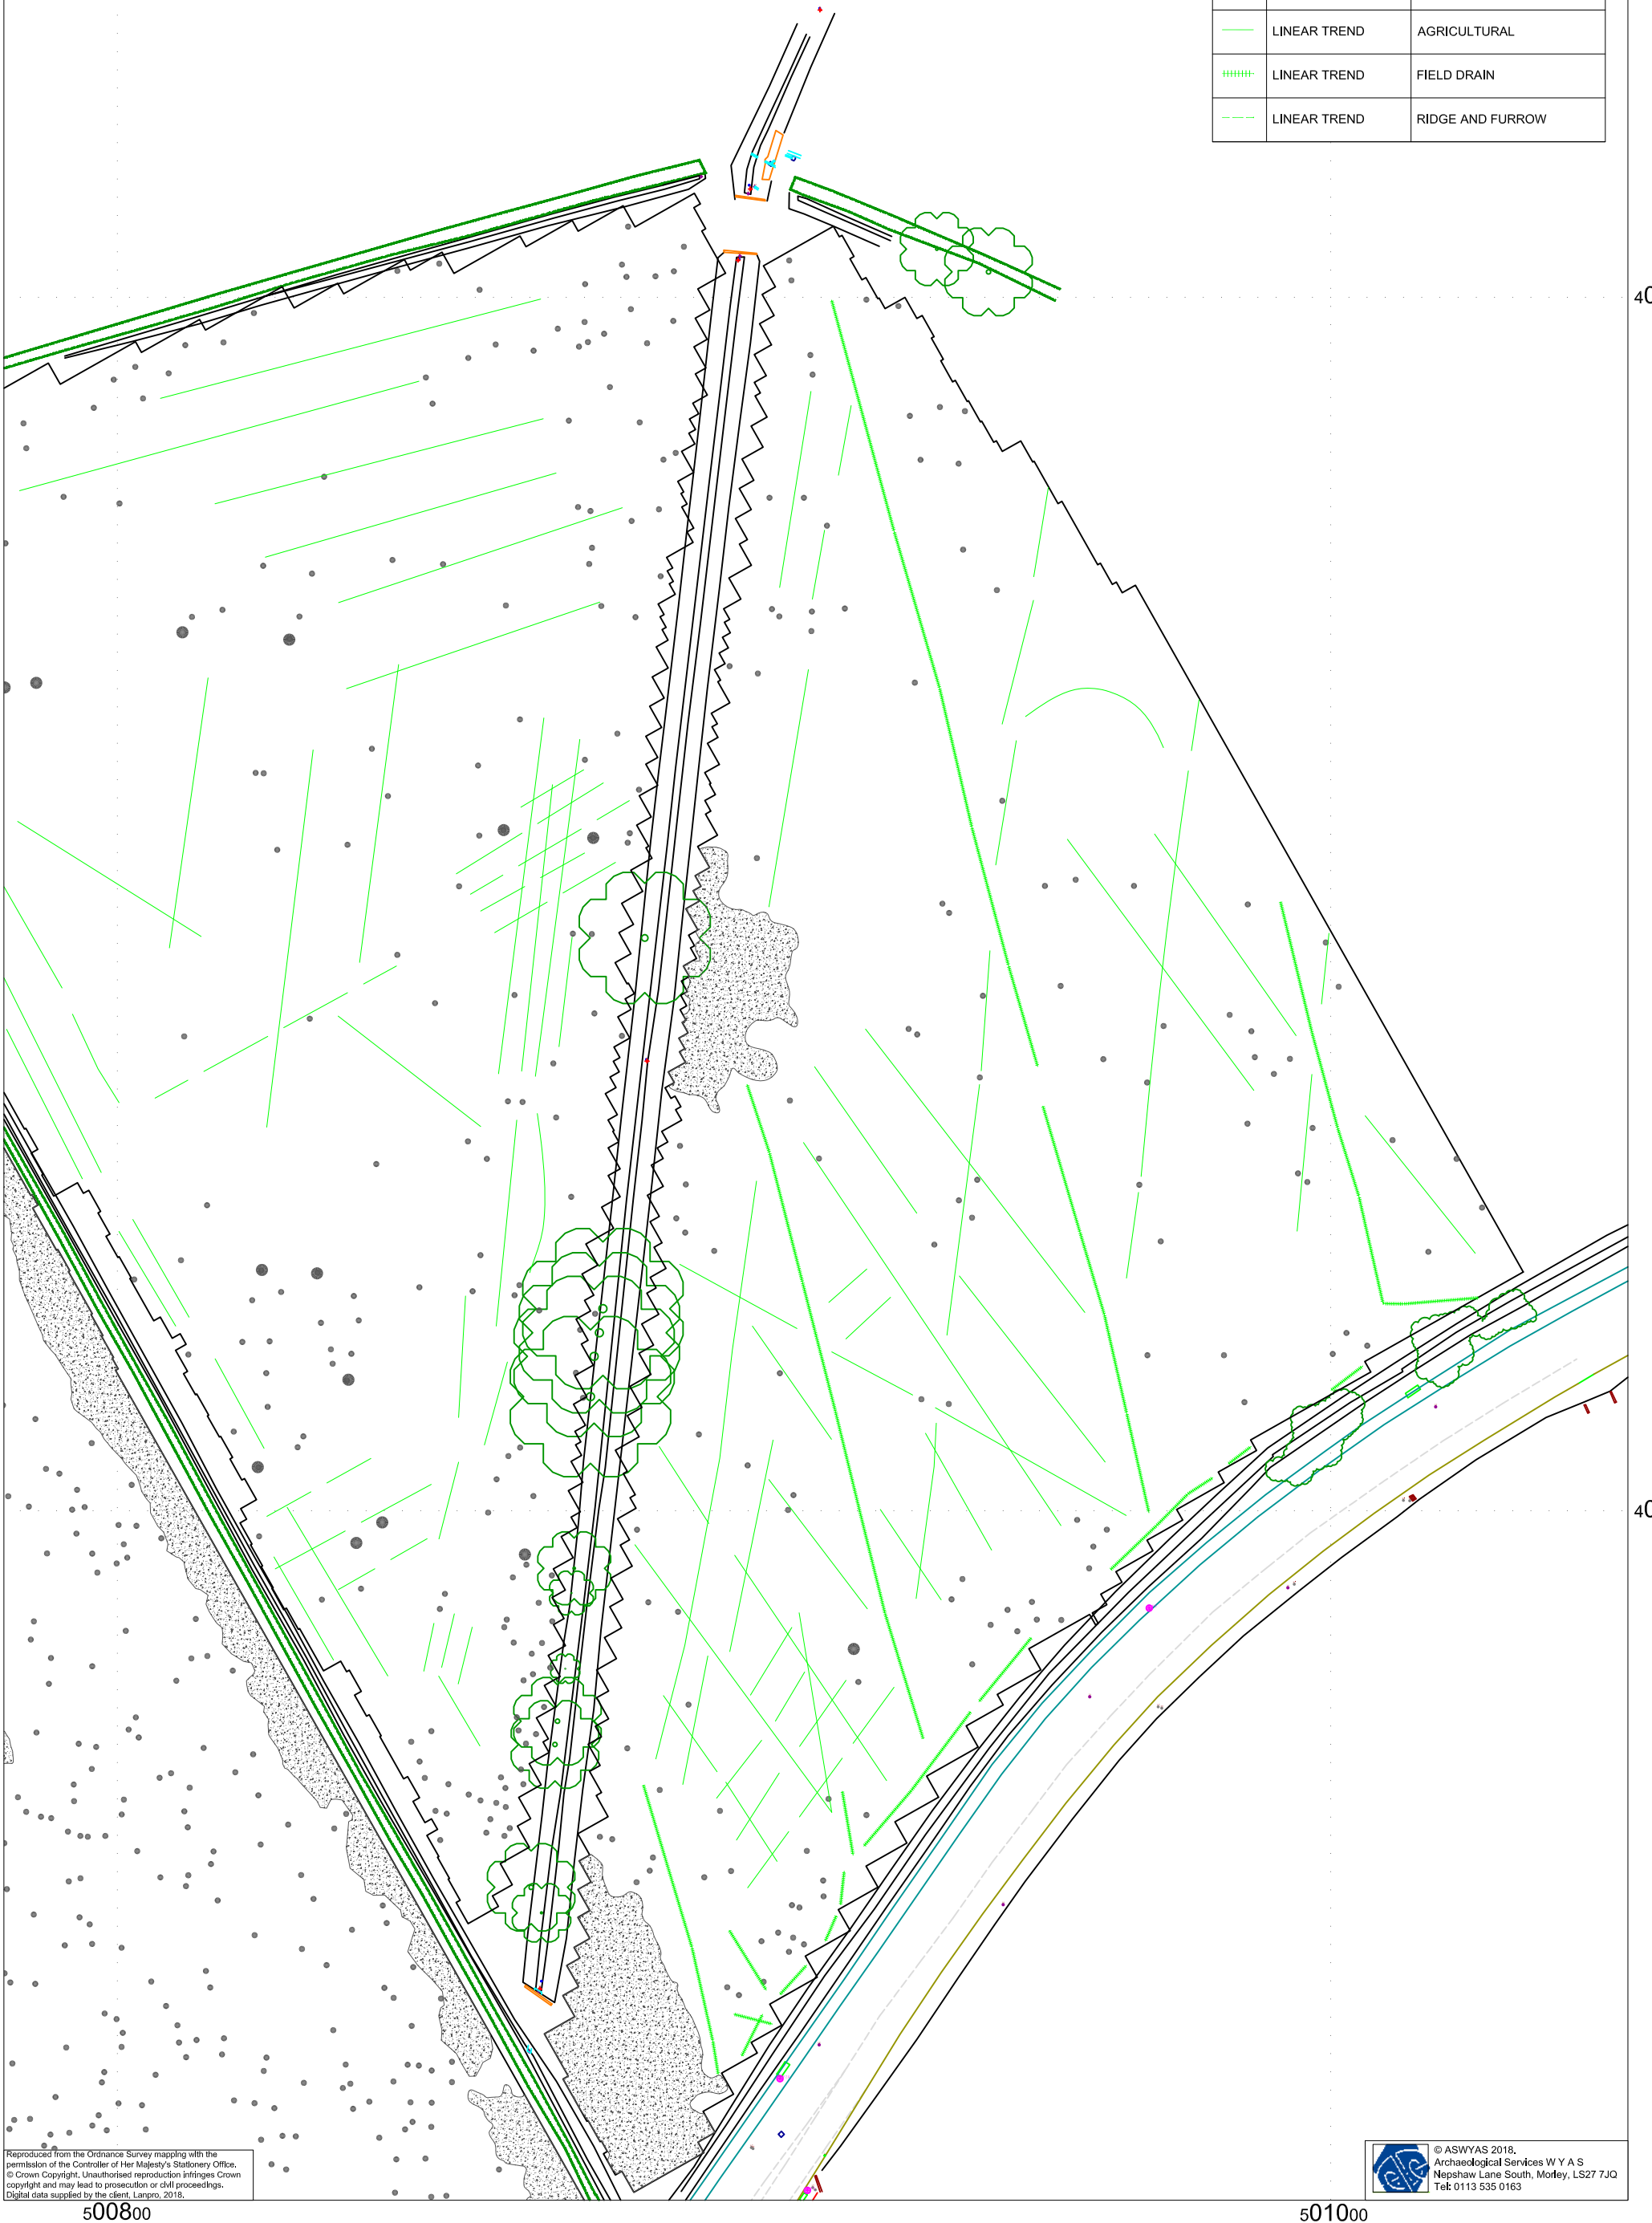 LINEAR TREND AGRICULTURAL
LINEAR TREND FIELD DRAIN
LINEAR TREND RIDGE AND FURROW
40
40
Reproduced from the Ordnance Survey mapping with the
permission of the Controller of Her Majesty's Stationery Office.
© Crown Copyright. Unauthorised reproduction infringes Crown
copyright and may lead to prosecution or civil proceedings.
Digital data supplied by the client, Lanpro, 2018.
© ASWYAS 2018.
Archaeological Services W Y A S
Nepshaw Lane South, Morley, LS27 7JQ
Tel: 0113 535 0163
500800
501000